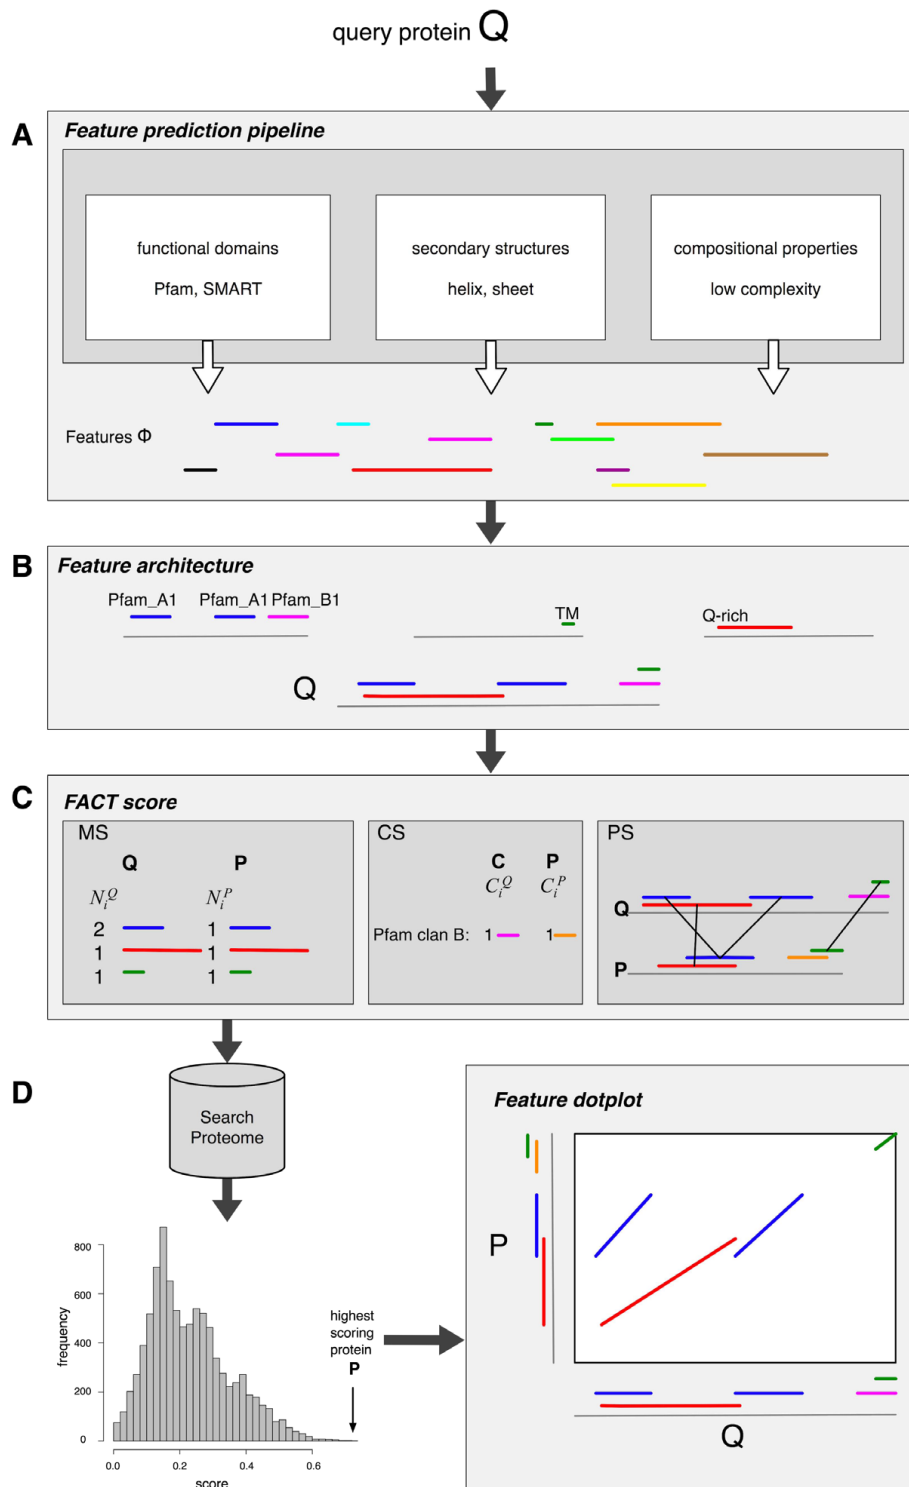 query protein Q
A
Feature prediction pipeline
functional domains
Pfam, SMART
secondary structures
helix, sheet
compositional properties
low complexity
Features Φ
B
Feature architecture
Pfam_A1 Pfam_A1 Pfam_B1
TM
Q-rich
Q
C
FACT score
MS
Q P
N_i^Q N_i^P
2 1
1 1
1 1
CS
C P
C_i^Q C_i^P
Pfam clan B: 1 1
PS
Q
P
D
Search
Proteome
800
600
400
200
0
frequency
0.0 0.2 0.4 0.6
score
highest
scoring
protein
P
Feature dotplot
P
Q